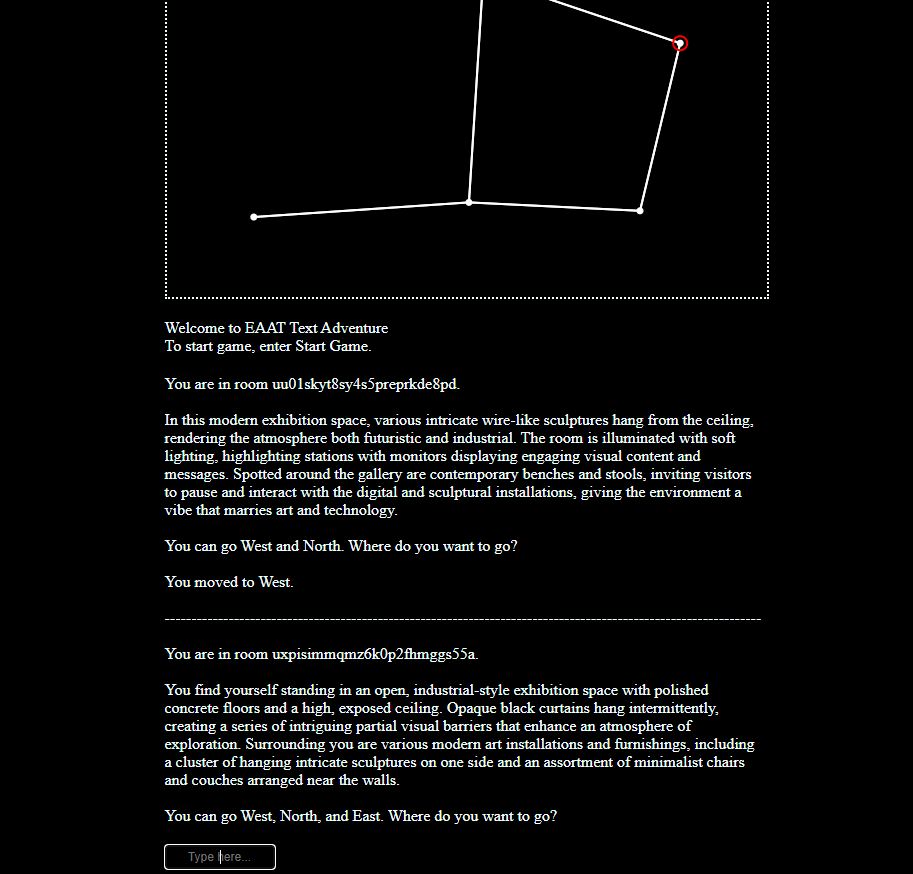 Welcome to EAAT Text Adventure
To start game, enter Start Game.
You are in room uu01skyt8sy4s5preprkde8pd.
In this modern exhibition space, various intricate wire-like sculptures hang from the ceiling,
rendering the atmosphere both futuristic and industrial. The room is illuminated with soft
lighting, highlighting stations with monitors displaying engaging visual content and
messages. Spotted around the gallery are contemporary benches and stools, inviting visitors
to pause and interact with the digital and sculptural installations, giving the environment a
vibe that marries art and technology.
You can go West and North. Where do you want to go?
You moved to West.
--------------------------------------------------------------------------------------------------------------
You are in room uxpisimmqmz6k0p2fhmggs55a.
You find yourself standing in an open, industrial-style exhibition space with polished
concrete floors and a high, exposed ceiling. Opaque black curtains hang intermittently,
creating a series of intriguing partial visual barriers that enhance an atmosphere of
exploration. Surrounding you are various modern art installations and furnishings, including
a cluster of hanging intricate sculptures on one side and an assortment of minimalist chairs
and couches arranged near the walls.
You can go West, North, and East. Where do you want to go?
Type here...